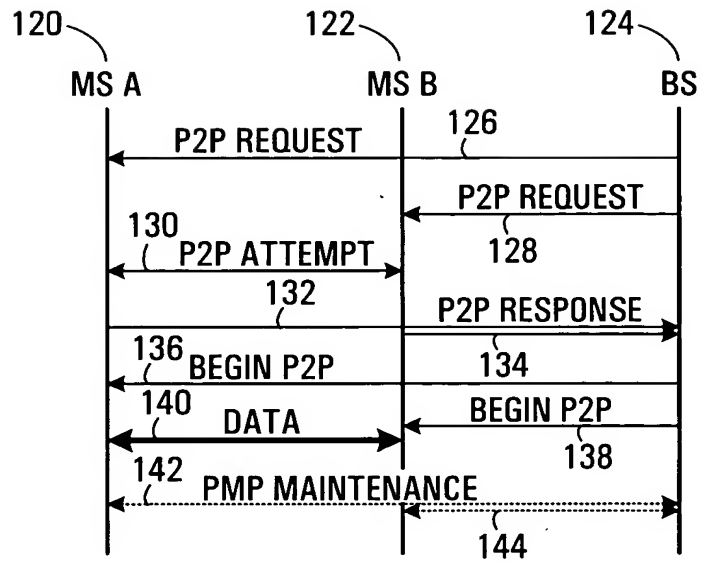 120 122 124
MS A MS B BS
P2P REQUEST 126
P2P REQUEST
130 128
P2P ATTEMPT
132
P2P RESPONSE
136 134
BEGIN P2P
140 DATA BEGIN P2P
138
142 PMP MAINTENANCE
144